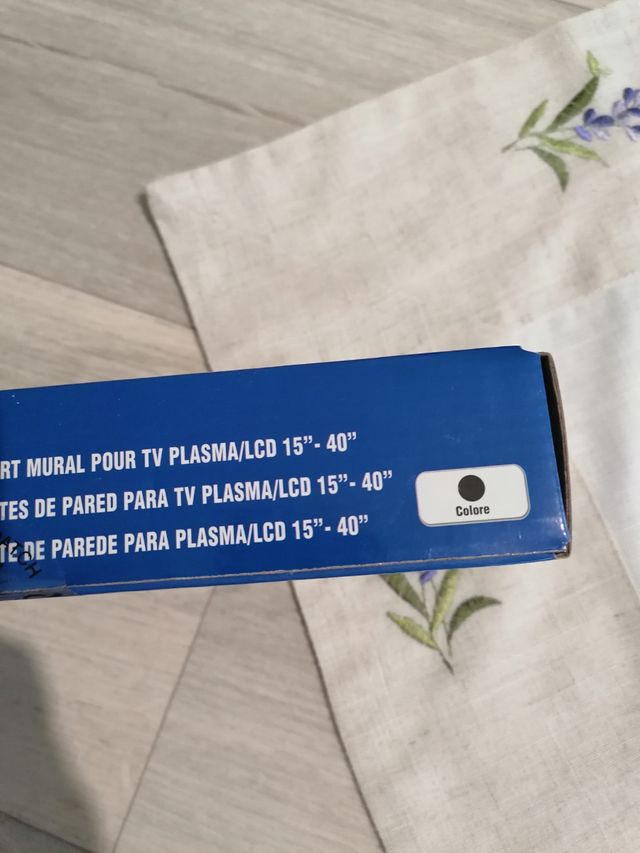 RT MURAL POUR TV PLASMA/LCD 15”- 40”
TES DE PARED PARA TV PLASMA/LCD 15”- 40”
TE DE PAREDE PARA PLASMA/LCD 15”- 40”
Colore